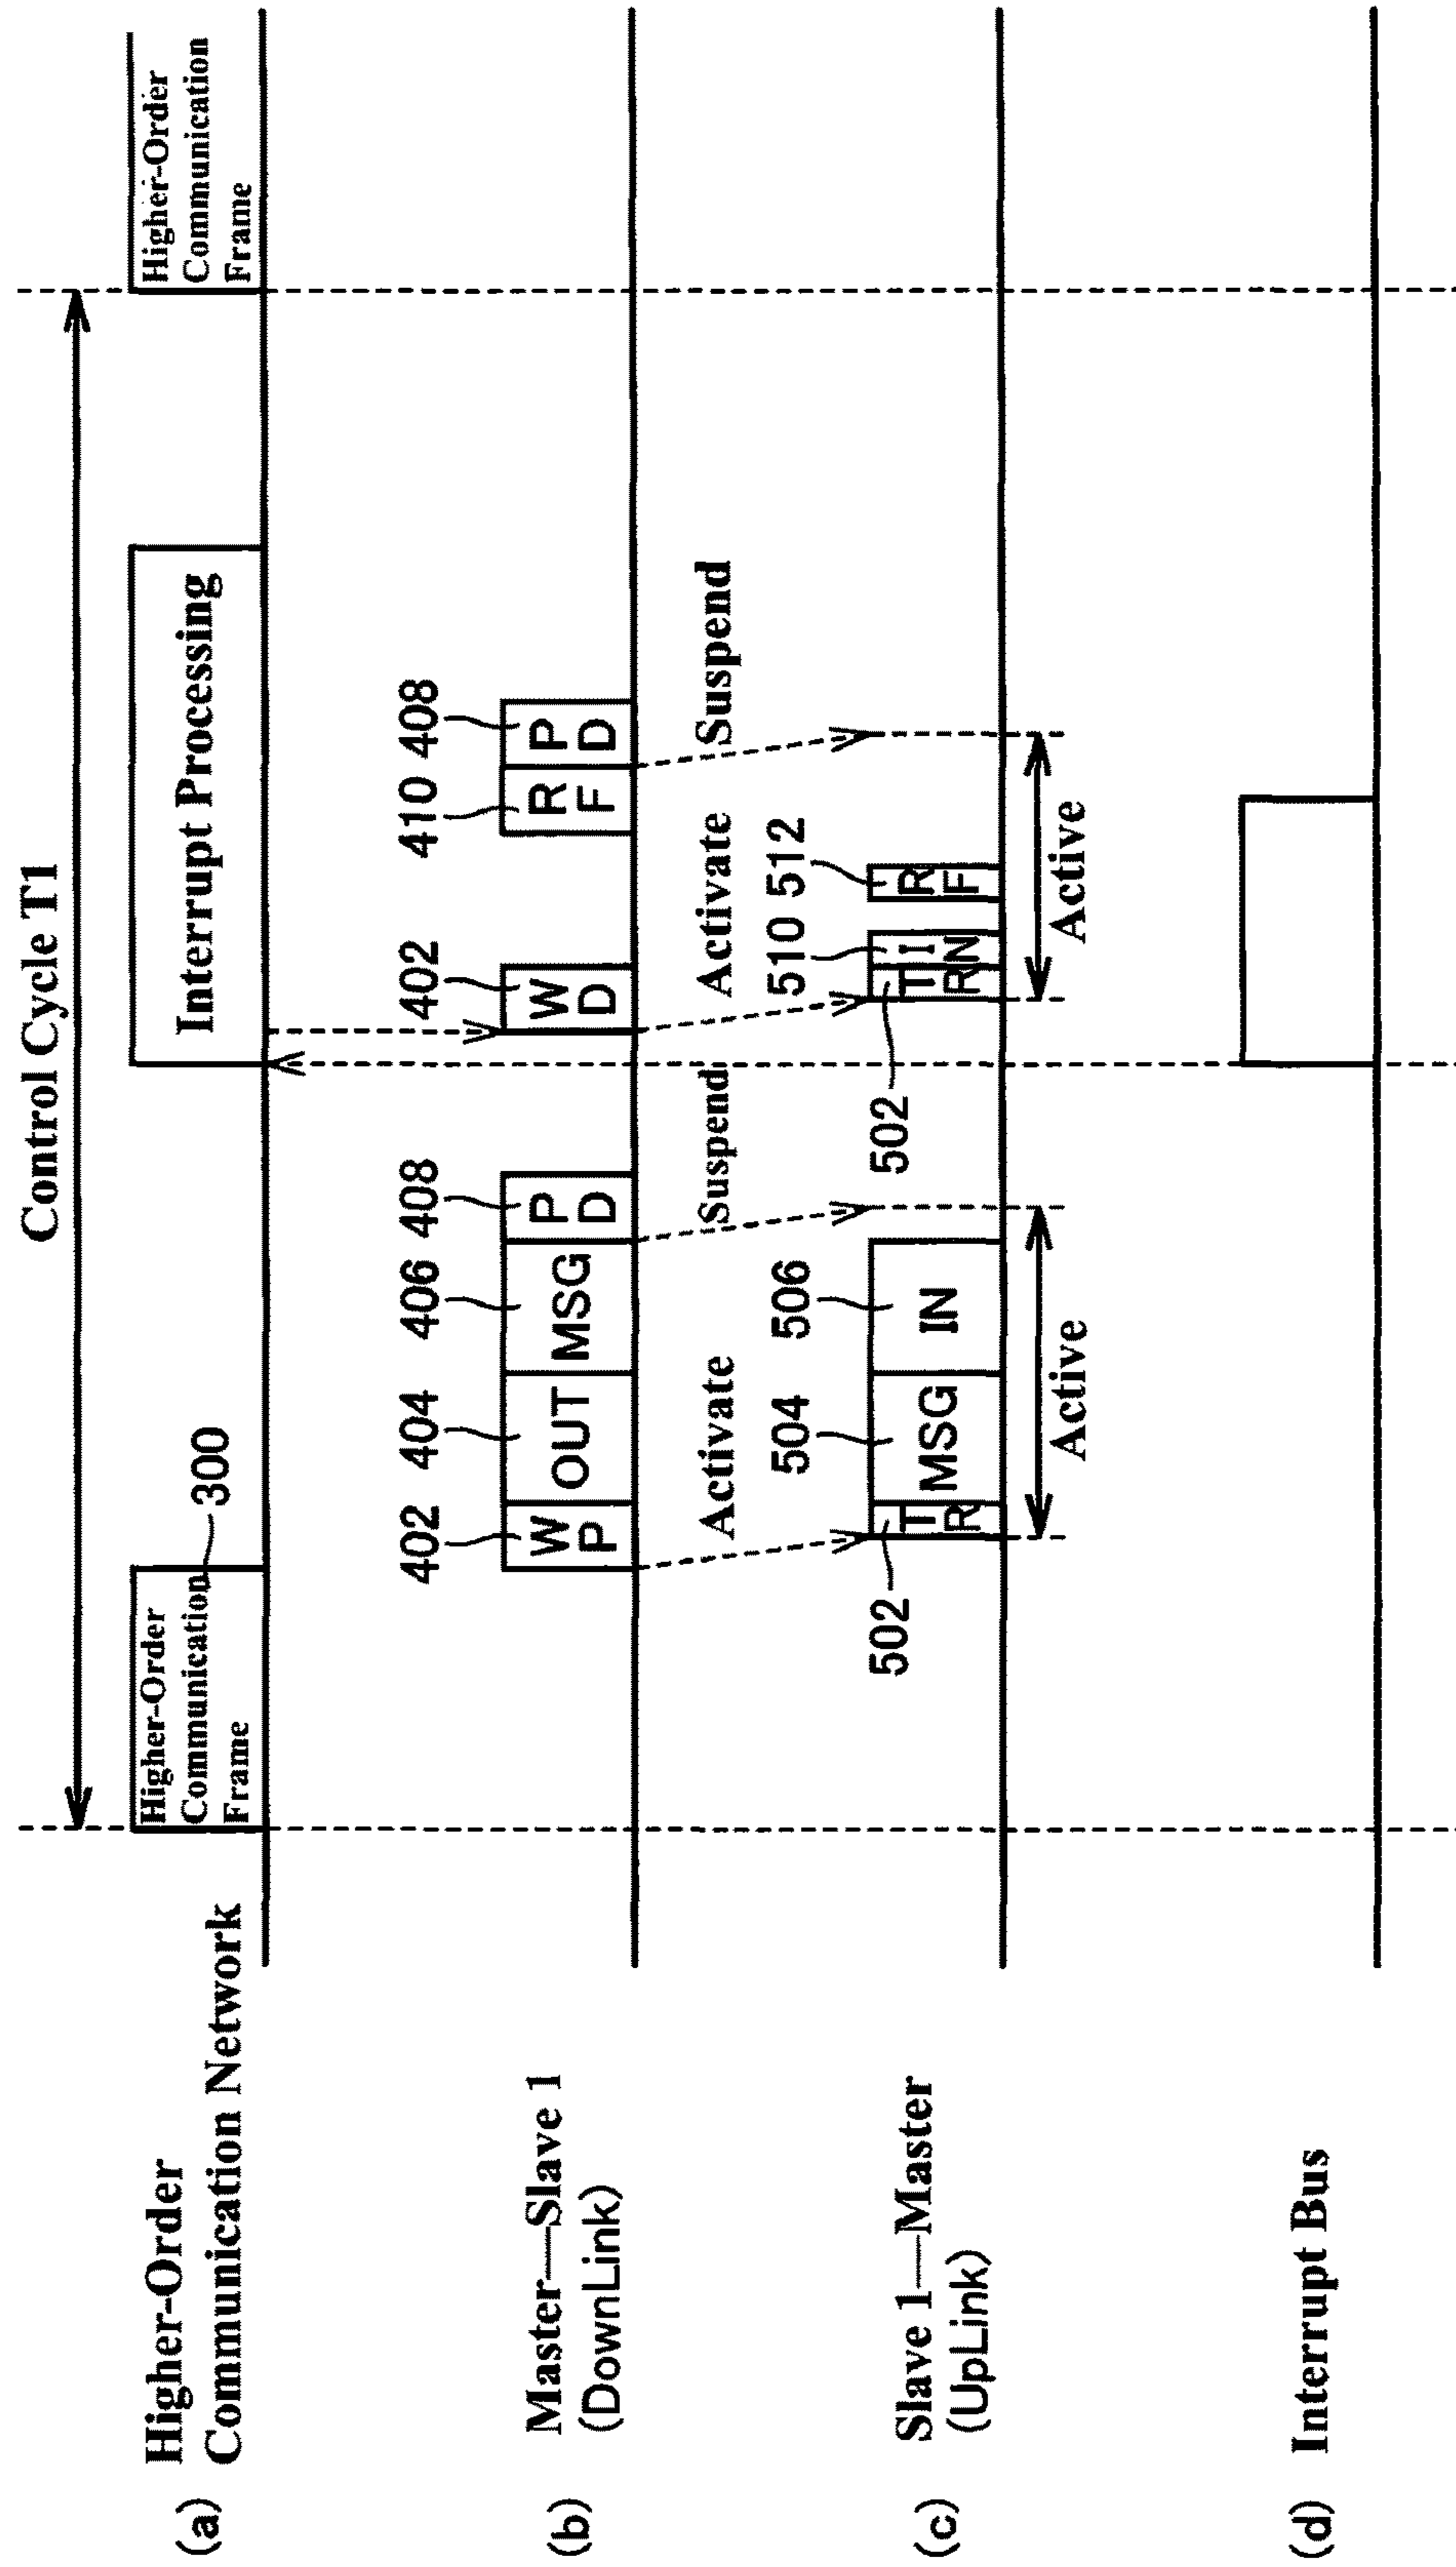 Control Cycle T1
(a) Higher-Order
Communication Network
Higher-Order
Communication
Frame
300
Interrupt Processing
Higher-Order
Communication
Frame
(b) Master—Slave 1
(DownLink)
402
404
406
408
402
410
408
W
P
OUT
MSG
P
D
W
D
R
F
P
D
Activate
Suspend
Activate
Suspend
(c) Slave 1—Master
(UpLink)
502
504
506
502
510
512
T
R
MSG
IN
T
R
I
N
R
F
Active
Active
(d) Interrupt Bus